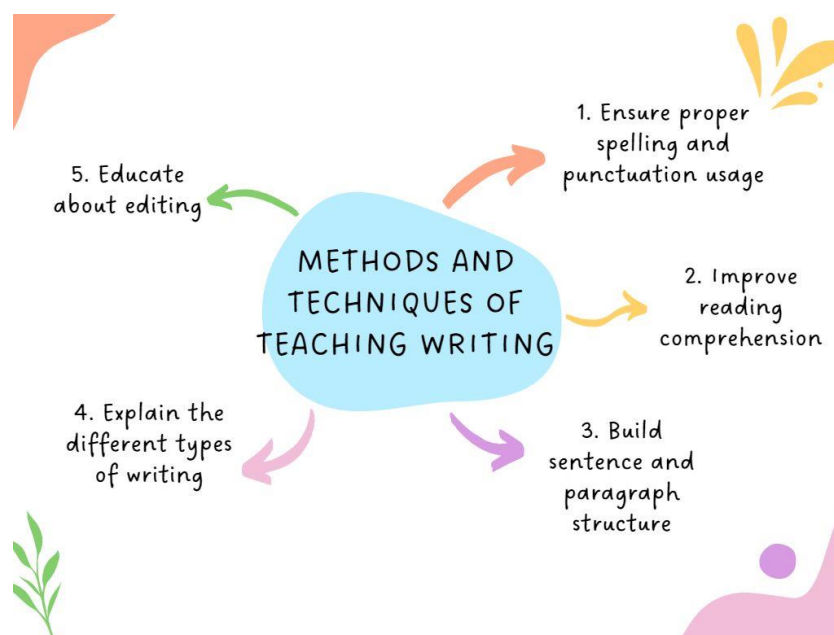 METHODS AND
TECHNIQUES OF
TEACHING WRITING
1. Ensure proper
spelling and
punctuation usage
2. Improve
reading
comprehension
3. Build
sentence and
paragraph
structure
4. Explain the
different types
of writing
5. Educate
about editing